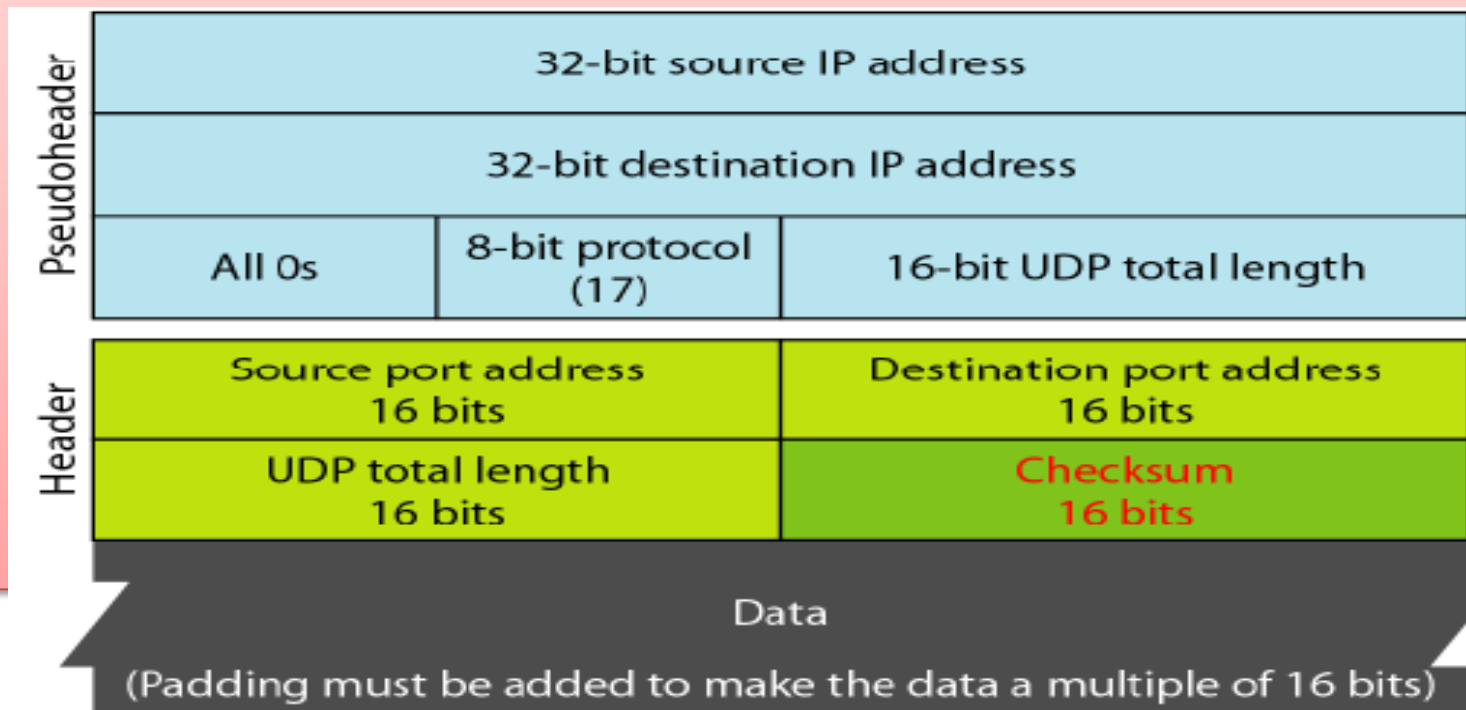 Pseudoheader
32-bit source IP address
32-bit destination IP address
All 0s
8-bit protocol
(17)
16-bit UDP total length
Header
Source port address
16 bits
Destination port address
16 bits
UDP total length
16 bits
Checksum
16 bits
Data
(Padding must be added to make the data a multiple of 16 bits)